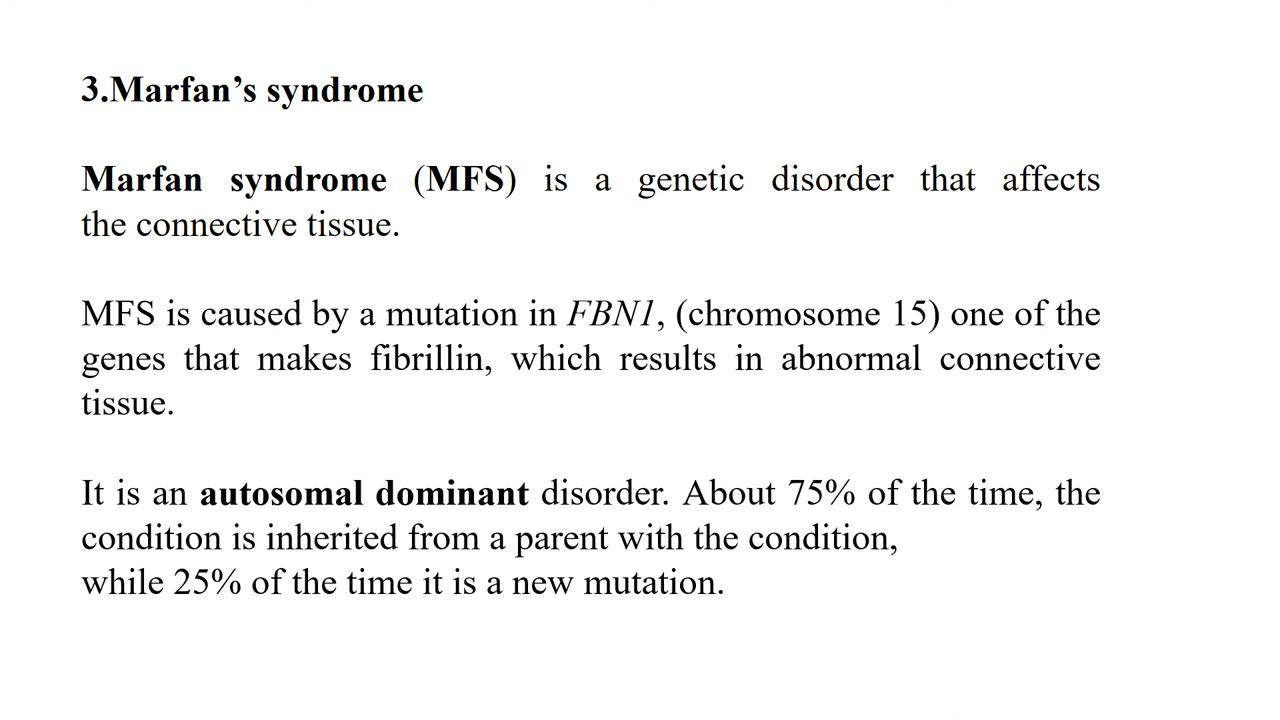 3.Marfan’s syndrome
Marfan syndrome (MFS) is a genetic disorder that affects
the connective tissue.
MFS is caused by a mutation in FBN1, (chromosome 15) one of the
genes that makes fibrillin, which results in abnormal connective
tissue.
It is an autosomal dominant disorder. About 75% of the time, the
condition is inherited from a parent with the condition,
while 25% of the time it is a new mutation.